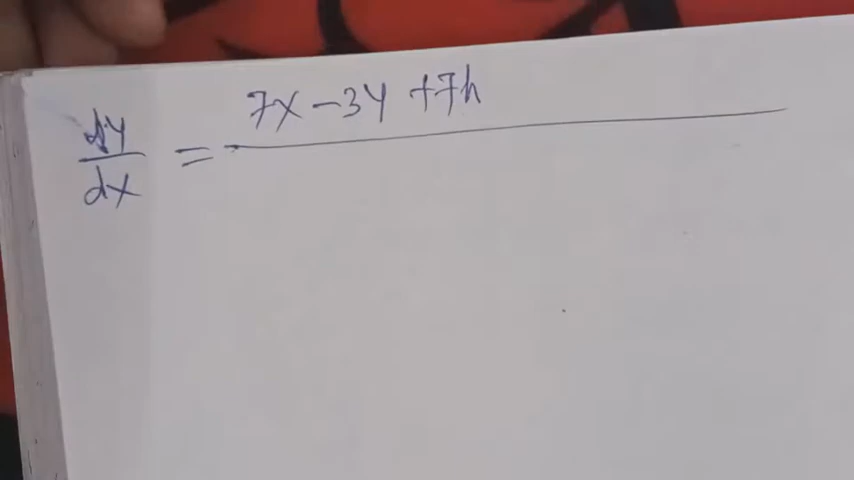 dy/dx = 7x - 3y + 7h